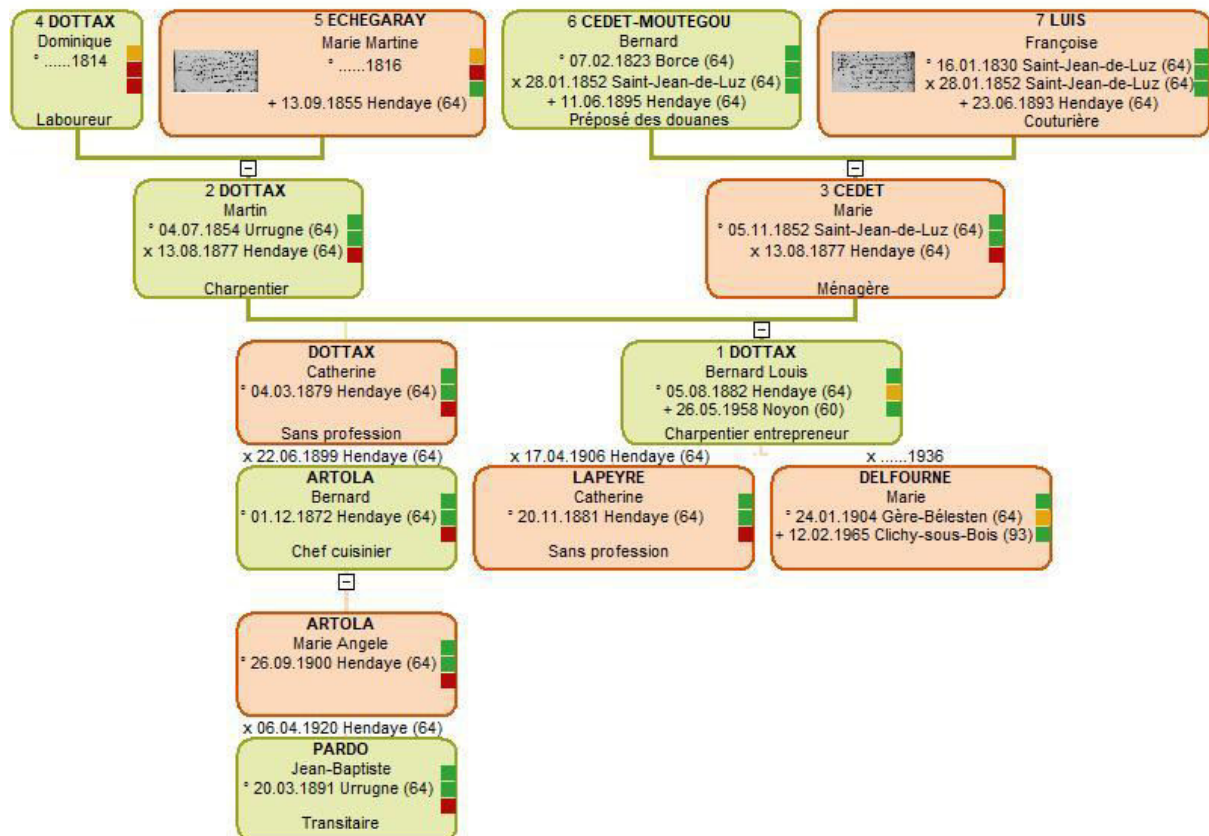 4 DOTTAX
Dominique
° ......1814
Laboureur
5 ECHEGARAY
Marie Martine
° ......1816
+ 13.09.1855 Hendaye (64)
6 CEDET-MOUTEGOU
Bernard
° 07.02.1823 Borce (64)
x 28.01.1852 Saint-Jean-de-Luz (64)
+ 11.06.1895 Hendaye (64)
Préposé des douanes
7 LUIS
Françoise
° 16.01.1830 Saint-Jean-de-Luz (64)
x 28.01.1852 Saint-Jean-de-Luz (64)
+ 23.06.1893 Hendaye (64)
Couturière
2 DOTTAX
Martin
° 04.07.1854 Urrugne (64)
x 13.08.1877 Hendaye (64)
Charpentier
3 CEDET
Marie
° 05.11.1852 Saint-Jean-de-Luz (64)
x 13.08.1877 Hendaye (64)
Ménagère
DOTTAX
Catherine
° 04.03.1879 Hendaye (64)
Sans profession
x 22.06.1899 Hendaye (64)
ARTOLA
Bernard
° 01.12.1872 Hendaye (64)
Chef cuisinier
1 DOTTAX
Bernard Louis
° 05.08.1882 Hendaye (64)
+ 26.05.1958 Noyon (60)
Charpentier entrepreneur
x 17.04.1906 Hendaye (64)
LAPEYRE
Catherine
° 20.11.1881 Hendaye (64)
Sans profession
x ......1936
DELFOURNE
Marie
° 24.01.1904 Gère-Bélesten (64)
+ 12.02.1965 Clichy-sous-Bois (93)
ARTOLA
Marie Angele
° 26.09.1900 Hendaye (64)
x 06.04.1920 Hendaye (64)
PARDO
Jean-Baptiste
° 20.03.1891 Urrugne (64)
Transitaire